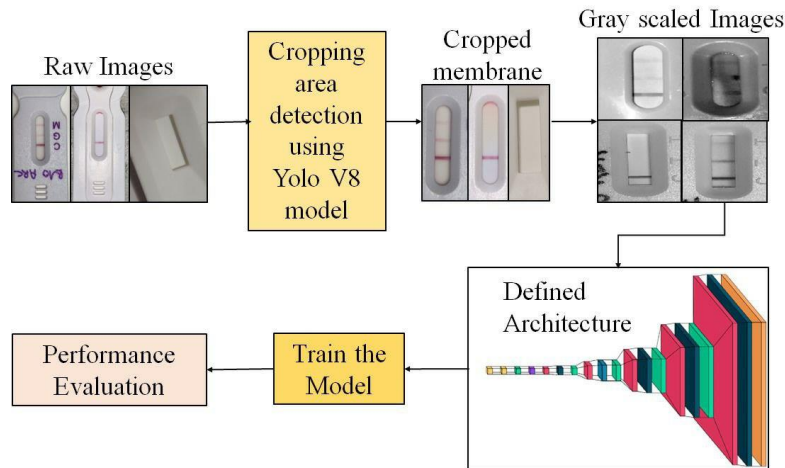 Raw Images
Cropping
area
detection
using
Yolo V8
model
Cropped
membrane
Gray scaled Images
C
G
M
Defined
Architecture
Train the
Model
Performance
Evaluation